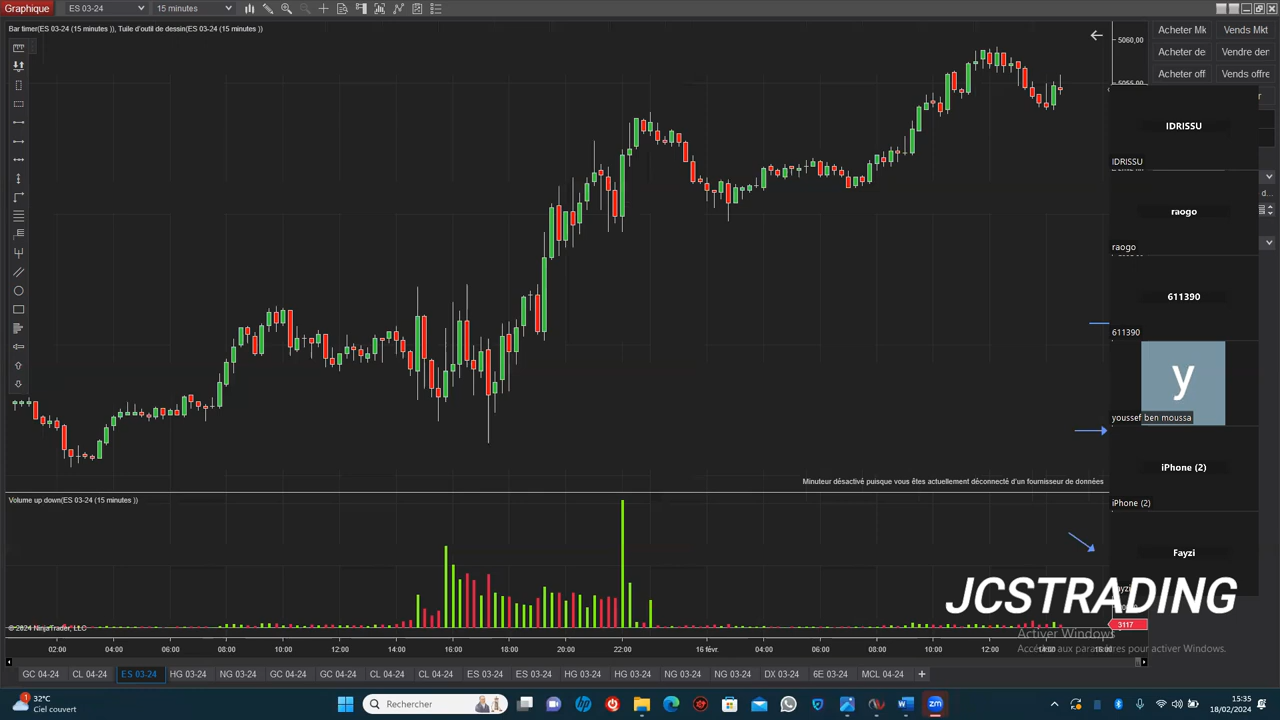 Graphique
ES 03-24
15 minutes
Bar timer(ES 03-24 (15 minutes )), Tuile d'outil de dessin(ES 03-24 (15 minutes ))
5060,00
5055,00
Acheter Mk
Vends Mkt
Acheter de
Vendre den
Acheter off
Vends offre
IDRISSU
IDRISSU
raogo
raogo
611390
611390
y
youssef ben moussa
iPhone (2)
iPhone (2)
Fayzi
Minuteur désactivé puisque vous êtes actuellement déconnecté d'un fournisseur de données
Volume up down(ES 03-24 (15 minutes ))
JCSTRADING
3117
© 2024 NinjaTrader, LLC
Activer Windows
Accédez aux paramètres pour activer Windows.
02:00
04:00
06:00
08:00
10:00
12:00
14:00
16:00
18:00
20:00
22:00
16 févr.
04:00
06:00
08:00
10:00
12:00
14:00
16:00
GC 04-24
CL 04-24
ES 03-24
HG 03-24
NG 03-24
GC 04-24
CL 04-24
CL 04-24
ES 03-24
ES 03-24
HG 03-24
HG 03-24
NG 03-24
NG 03-24
DX 03-24
6E 03-24
MCL 04-24
+
1
32°C
Ciel couvert
Rechercher
zm
15:35
18/02/2024